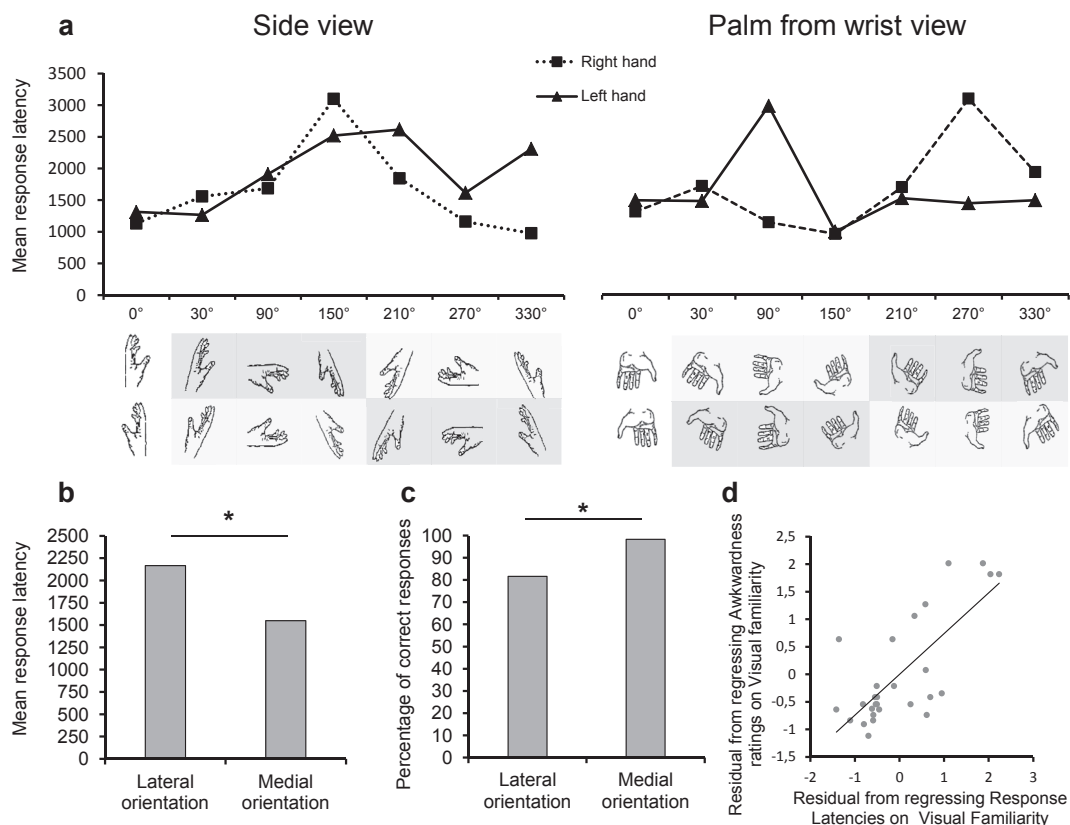 a
Side view
Palm from wrist view
Right hand
Left hand
Mean response latency
3500
3000
2500
2000
1500
1000
500
0
0° 30° 90° 150° 210° 270° 330°
0° 30° 90° 150° 210° 270° 330°
b
*
Mean response latency
2500
2250
2000
1750
1500
1250
1000
750
500
250
0
Lateral
orientation
Medial
orientation
c
*
Percentage of correct responses
100
90
80
70
60
50
40
30
20
10
0
Lateral
orientation
Medial
orientation
d
Residual from regressing Awkwardness
ratings on Visual familiarity
2,5
2
1,5
1
0,5
0
-0,5
-1
-1,5
-2 -1 0 1 2 3
Residual from regressing Response
Latencies on Visual Familiarity